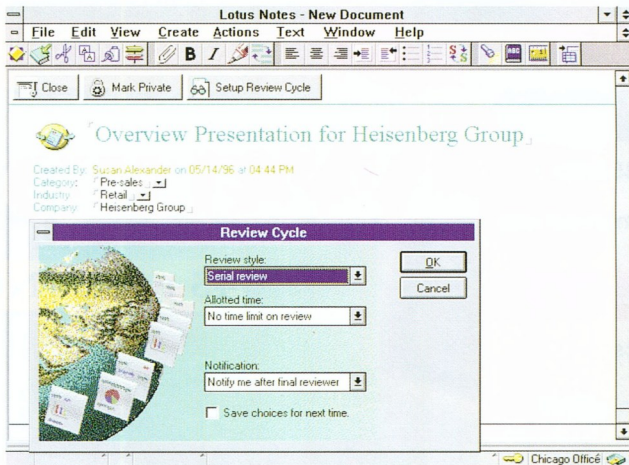 Lotus Notes - New Document
File Edit View Create Actions Text Window Help
B I ABC
Close Mark Private Setup Review Cycle
Overview Presentation for Heisenberg Group
Created By: Susan Alexander on 05/14/96 at 04:44 PM
Category: Pre-sales
Industry: Retail
Company: Heisenberg Group
Review Cycle
Review style:
Serial review
OK
Allotted time:
Cancel
No time limit on review
Notification:
Notify me after final reviewer
Save choices for next time.
Chicago Office